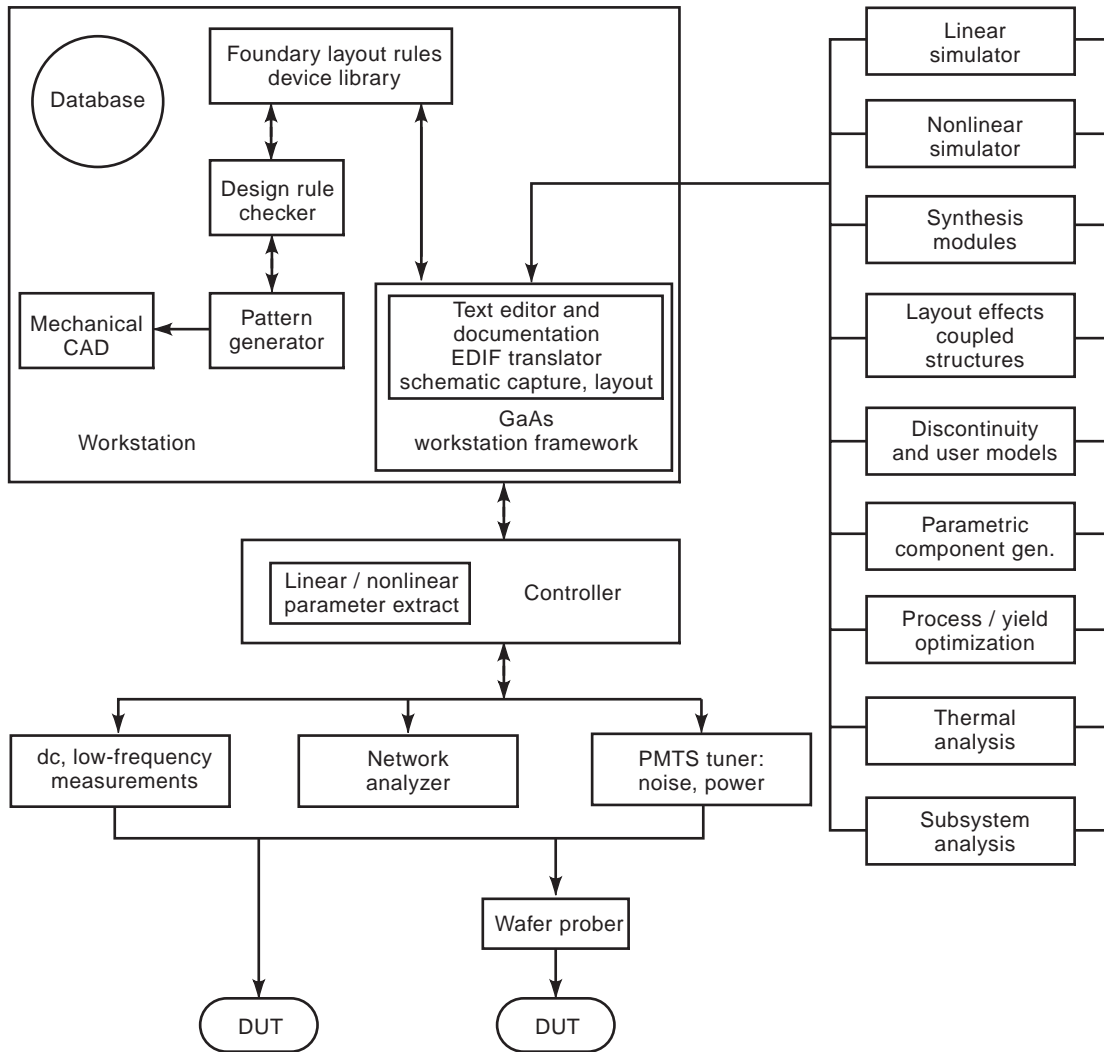 Foundary layout rules
device library
Database
Design rule
checker
Mechanical
CAD
Pattern
generator
Text editor and
documentation
EDIF translator
schematic capture, layout
GaAs
workstation framework
Workstation
Linear / nonlinear
parameter extract
Controller
dc, low-frequency
measurements
Network
analyzer
PMTS tuner:
noise, power
Wafer prober
DUT
DUT
Linear
simulator
Nonlinear
simulator
Synthesis
modules
Layout effects
coupled
structures
Discontinuity
and user models
Parametric
component gen.
Process / yield
optimization
Thermal
analysis
Subsystem
analysis